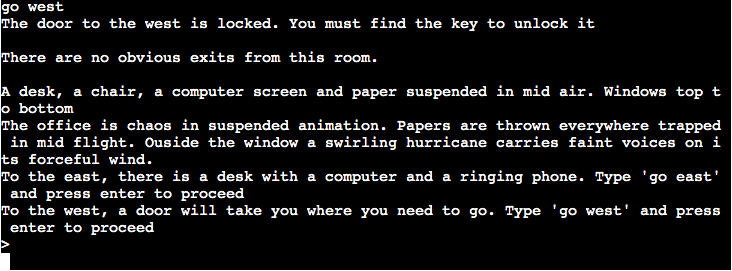 go west
The door to the west is locked. You must find the key to unlock it
There are no obvious exits from this room.
A desk, a chair, a computer screen and paper suspended in mid air. Windows top t
o bottom
The office is chaos in suspended animation. Papers are thrown everywhere trapped
 in mid flight. Ouside the window a swirling hurricane carries faint voices on i
ts forceful wind.
To the east, there is a desk with a computer and a ringing phone. Type 'go east'
 and press enter to proceed
To the west, a door will take you where you need to go. Type 'go west' and press
 enter to proceed
>